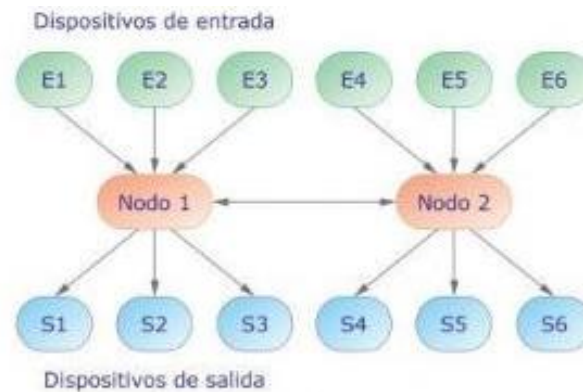 Dispositivos de entrada
E1 E2 E3 E4 E5 E6
Nodo 1 Nodo 2
S1 S2 S3 S4 S5 S6
Dispositivos de salida